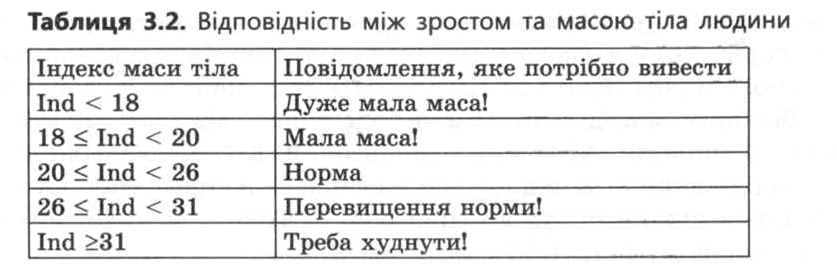 Таблиця 3.2. Відповідність між зростом та масою тіла людини
Індекс маси тіла Повідомлення, яке потрібно вивести
Ind < 18 Дуже мала маса!
18 ≤ Ind < 20 Мала маса!
20 ≤ Ind < 26 Норма
26 ≤ Ind < 31 Перевищення норми!
Ind ≥31 Треба худнути!